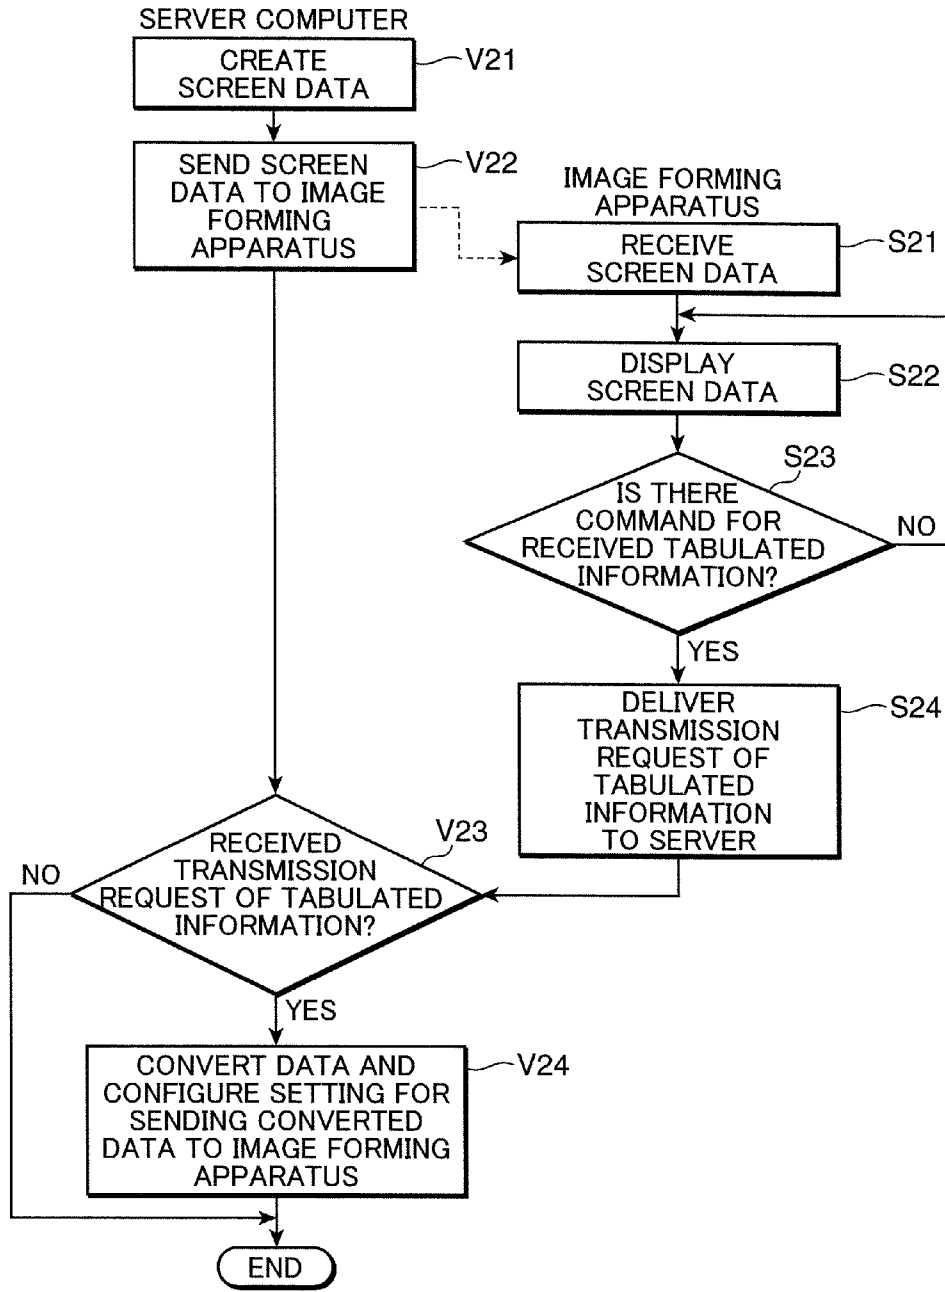 SERVER COMPUTER
CREATE
SCREEN DATA
V21
SEND SCREEN
DATA TO IMAGE
FORMING
APPARATUS
V22
IMAGE FORMING
APPARATUS
RECEIVE
SCREEN DATA
S21
DISPLAY
SCREEN DATA
S22
S23
IS THERE
COMMAND FOR
RECEIVED TABULATED
INFORMATION?
NO
YES
DELIVER
TRANSMISSION
REQUEST OF
TABULATED
INFORMATION
TO SERVER
S24
V23
RECEIVED
TRANSMISSION
REQUEST OF TABULATED
INFORMATION?
NO
YES
CONVERT DATA AND
CONFIGURE SETTING FOR
SENDING CONVERTED
DATA TO IMAGE FORMING
APPARATUS
V24
END